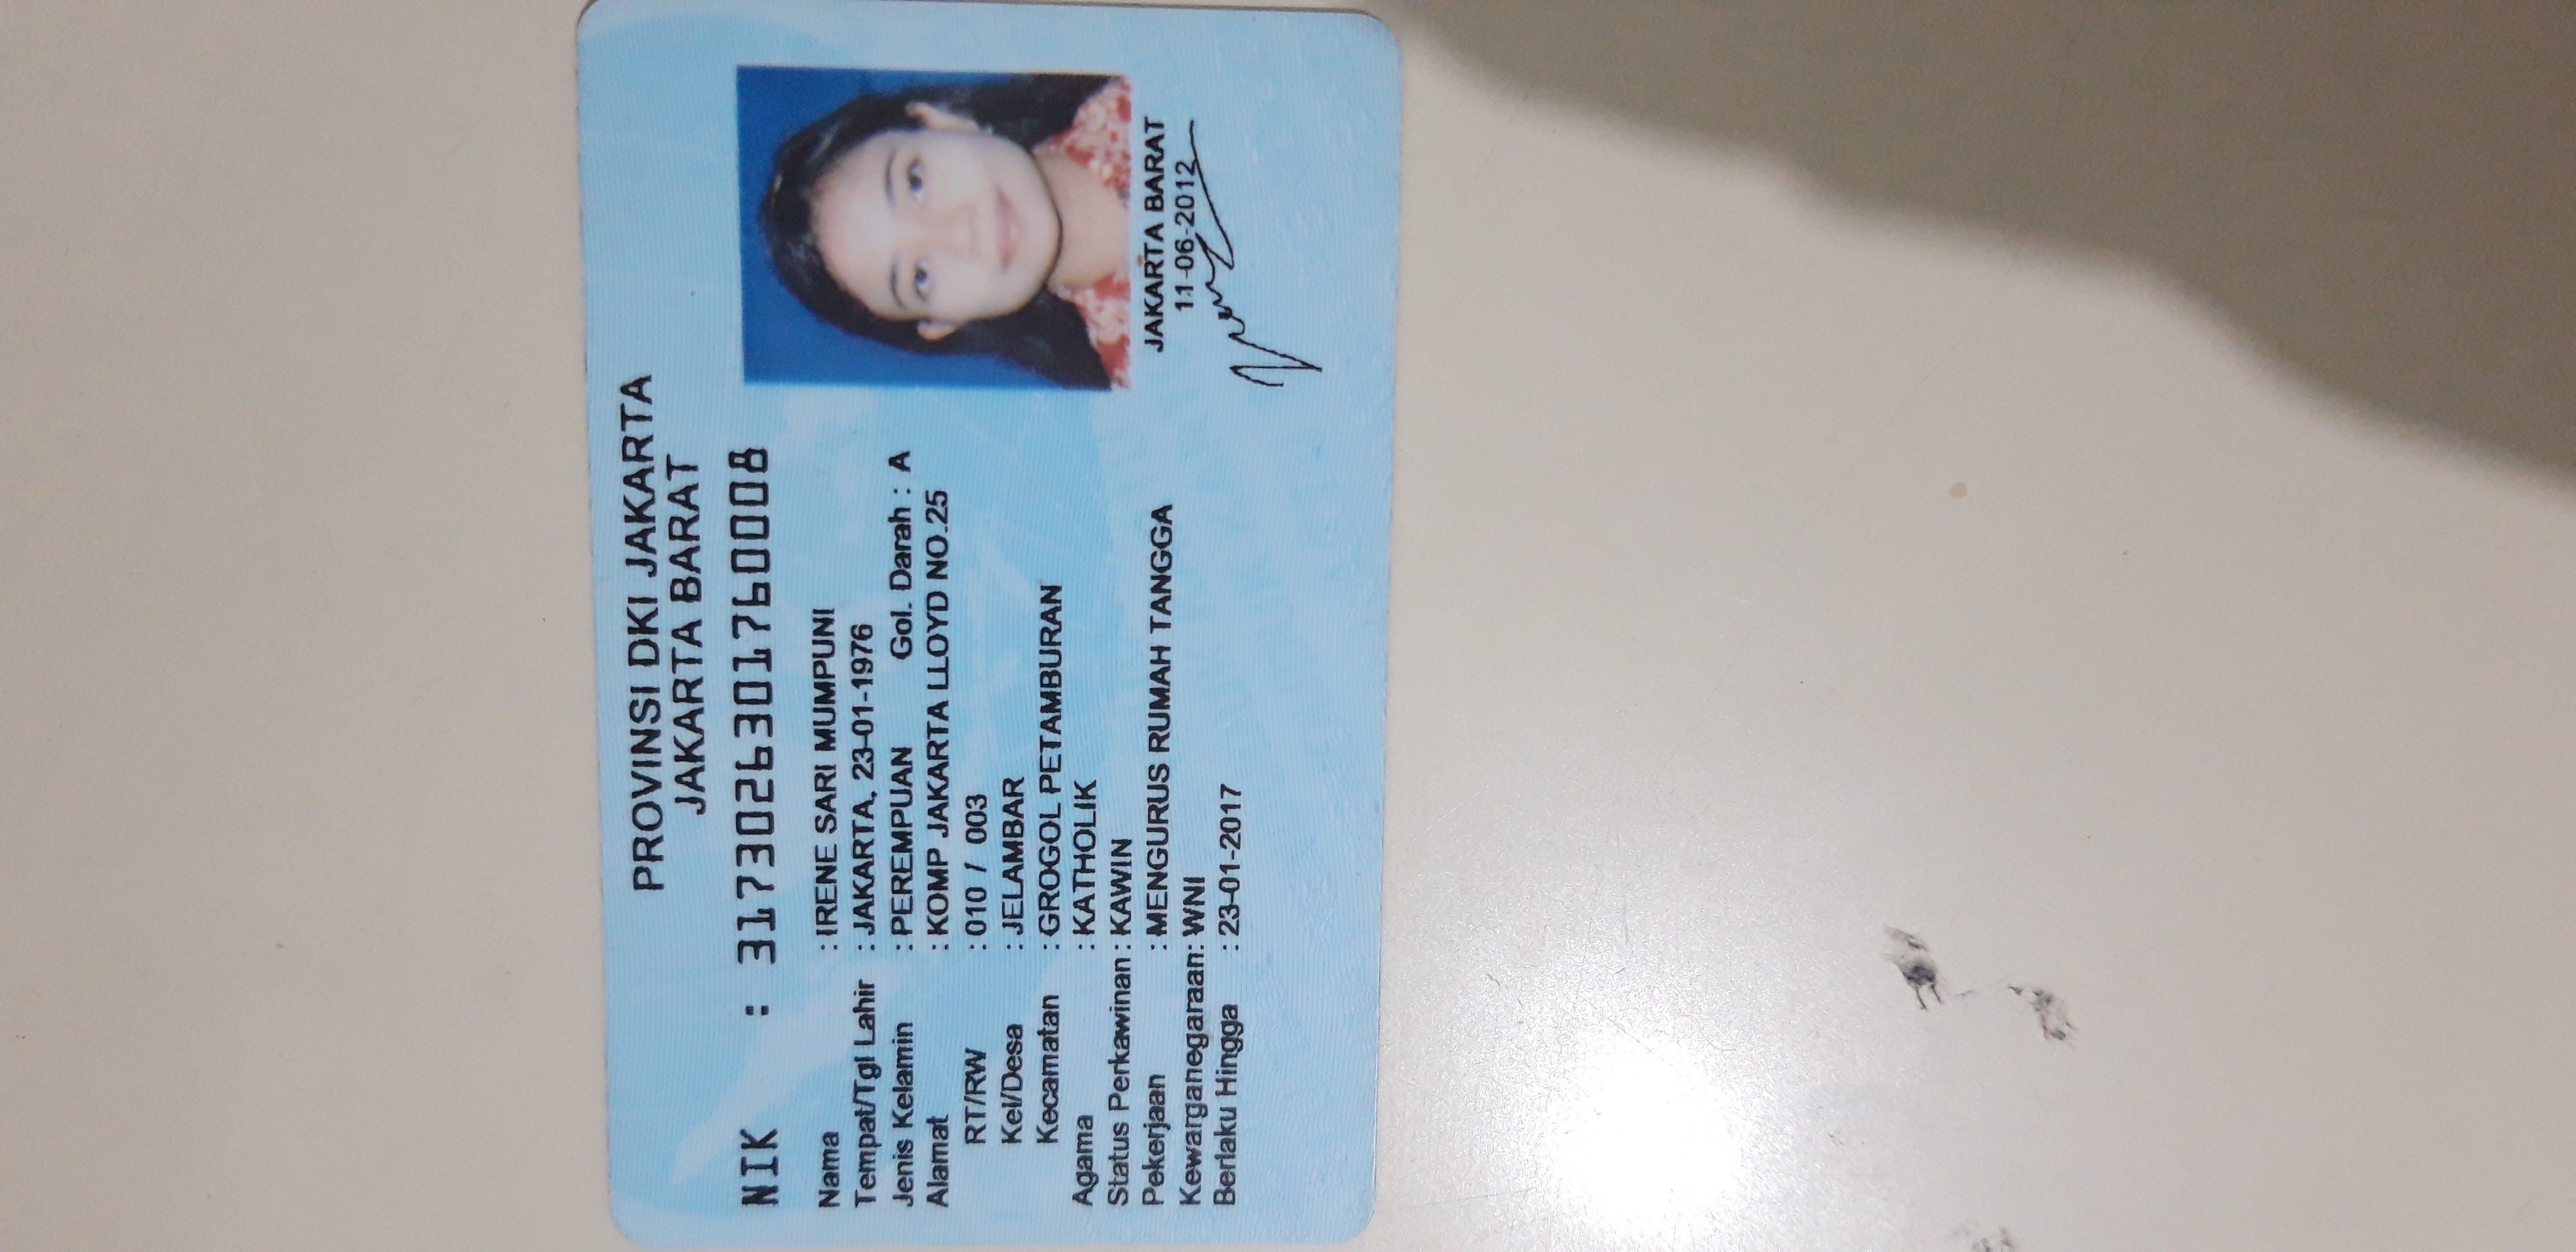 PROVINSI DKI JAKARTA
JAKARTA BARAT
NIK : 3173026301760008
Nama : IRENE SARI MUMPUNI
Tempat/Tgl Lahir : JAKARTA, 23-01-1976
Jenis Kelamin : PEREMPUAN Gol. Darah : A
Alamat : KOMP JAKARTA LLOYD NO.25
RT/RW : 010 / 003
Kel/Desa : JELAMBAR
Kecamatan : GROGOL PETAMBURAN
Agama : KATHOLIK
Status Perkawinan : KAWIN
Pekerjaan : MENGURUS RUMAH TANGGA
Kewarganegaraan : WNI
Berlaku Hingga : 23-01-2017
JAKARTA BARAT
11-06-2012